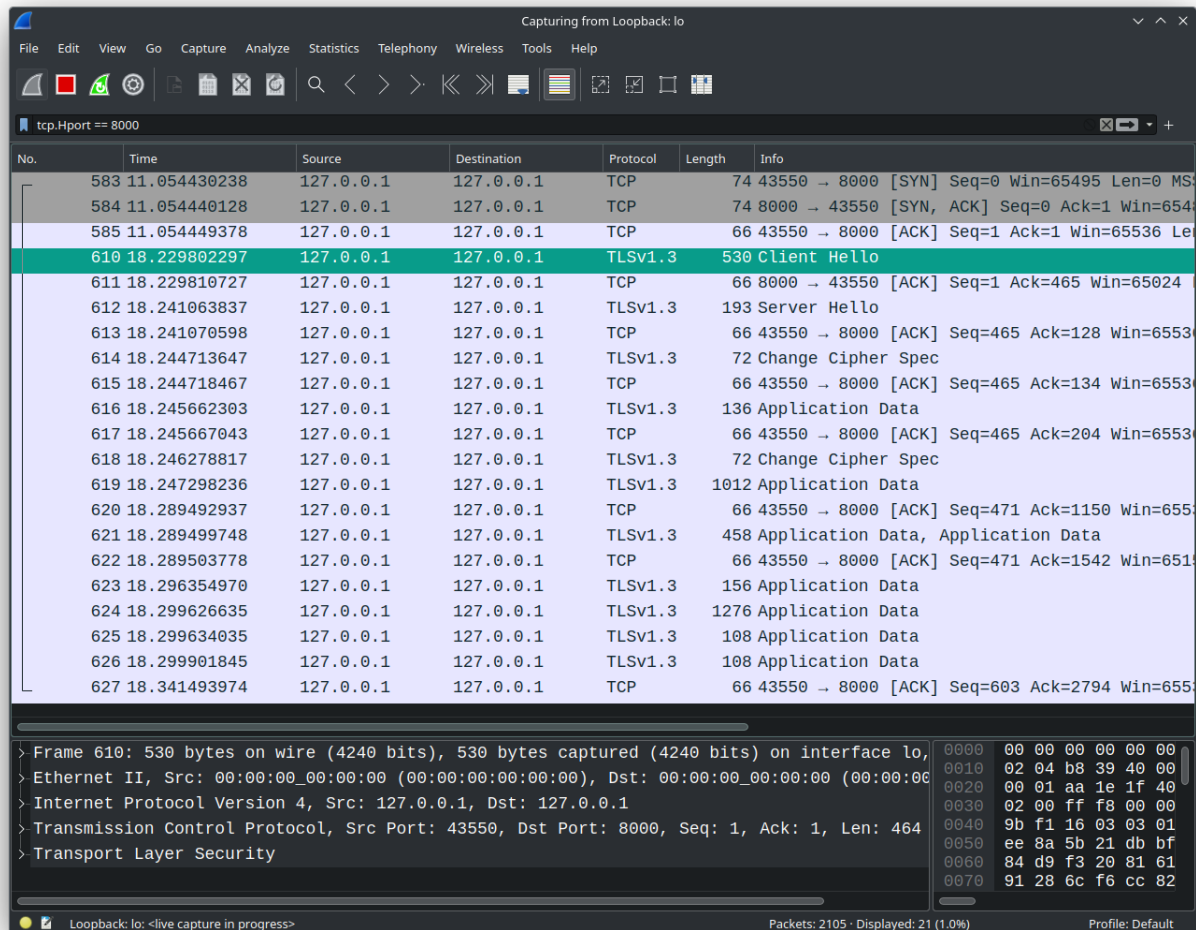 Capturing from Loopback: lo
File Edit View Go Capture Analyze Statistics Telephony Wireless Tools Help
tcp.Hport == 8000
No. Time Source Destination Protocol Length Info
583 11.054430238 127.0.0.1 127.0.0.1 TCP 74 43550 → 8000 [SYN] Seq=0 Win=65495 Len=0 MSS
584 11.054440128 127.0.0.1 127.0.0.1 TCP 74 8000 → 43550 [SYN, ACK] Seq=0 Ack=1 Win=6548
585 11.054449378 127.0.0.1 127.0.0.1 TCP 66 43550 → 8000 [ACK] Seq=1 Ack=1 Win=65536 Len
610 18.229802297 127.0.0.1 127.0.0.1 TLSv1.3 530 Client Hello
611 18.229810727 127.0.0.1 127.0.0.1 TCP 66 8000 → 43550 [ACK] Seq=1 Ack=465 Win=65024
612 18.241063837 127.0.0.1 127.0.0.1 TLSv1.3 193 Server Hello
613 18.241070598 127.0.0.1 127.0.0.1 TCP 66 43550 → 8000 [ACK] Seq=465 Ack=128 Win=65536
614 18.244713647 127.0.0.1 127.0.0.1 TLSv1.3 72 Change Cipher Spec
615 18.244718467 127.0.0.1 127.0.0.1 TCP 66 43550 → 8000 [ACK] Seq=465 Ack=134 Win=65536
616 18.245662303 127.0.0.1 127.0.0.1 TLSv1.3 136 Application Data
617 18.245667043 127.0.0.1 127.0.0.1 TCP 66 43550 → 8000 [ACK] Seq=465 Ack=204 Win=65536
618 18.246278817 127.0.0.1 127.0.0.1 TLSv1.3 72 Change Cipher Spec
619 18.247298236 127.0.0.1 127.0.0.1 TLSv1.3 1012 Application Data
620 18.289492937 127.0.0.1 127.0.0.1 TCP 66 43550 → 8000 [ACK] Seq=471 Ack=1150 Win=6553
621 18.289499748 127.0.0.1 127.0.0.1 TLSv1.3 458 Application Data, Application Data
622 18.289503778 127.0.0.1 127.0.0.1 TCP 66 43550 → 8000 [ACK] Seq=471 Ack=1542 Win=6515
623 18.296354970 127.0.0.1 127.0.0.1 TLSv1.3 156 Application Data
624 18.299626635 127.0.0.1 127.0.0.1 TLSv1.3 1276 Application Data
625 18.299634035 127.0.0.1 127.0.0.1 TLSv1.3 108 Application Data
626 18.299901845 127.0.0.1 127.0.0.1 TLSv1.3 108 Application Data
627 18.341493974 127.0.0.1 127.0.0.1 TCP 66 43550 → 8000 [ACK] Seq=603 Ack=2794 Win=6553
Frame 610: 530 bytes on wire (4240 bits), 530 bytes captured (4240 bits) on interface lo,
Ethernet II, Src: 00:00:00_00:00:00 (00:00:00:00:00:00), Dst: 00:00:00_00:00:00 (00:00:00
Internet Protocol Version 4, Src: 127.0.0.1, Dst: 127.0.0.1
Transmission Control Protocol, Src Port: 43550, Dst Port: 8000, Seq: 1, Ack: 1, Len: 464
Transport Layer Security
0000 00 00 00 00 00 00
0010 02 04 b8 39 40 00
0020 00 01 aa 1e 1f 40
0030 02 00 ff f8 00 00
0040 9b f1 16 03 03 01
0050 ee 8a 5b 21 db bf
0060 84 d9 f3 20 81 61
0070 91 28 6c f6 cc 82
Loopback: lo: <live capture in progress> Packets: 2105 · Displayed: 21 (1.0%) Profile: Default